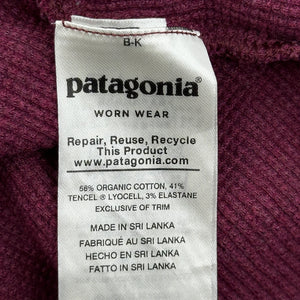 B-K
patagonia®
WORN WEAR
Repair, Reuse, Recycle
This Product
www.patagonia.com
56% ORGANIC COTTON, 41%
TENCEL® LYOCELL, 3% ELASTANE
EXCLUSIVE OF TRIM
MADE IN SRI LANKA
FABRIQUÉ AU SRI LANKA
HECHO EN SRI LANKA
FATTO IN SRI LANKA